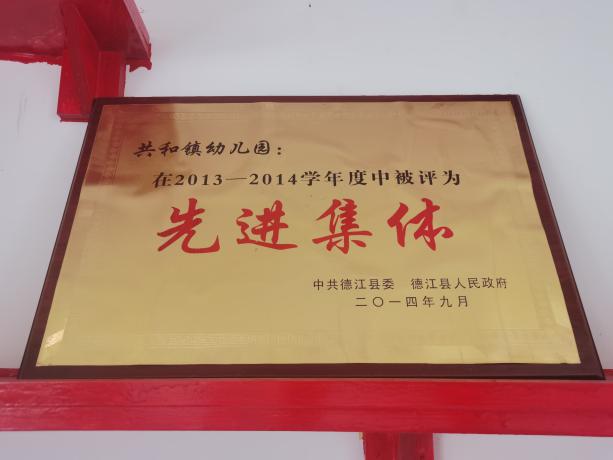 共和镇幼儿园：
在2013—2014学年度中被评为
先进集体
中共德江县委 德江县人民政府
二〇一四年九月